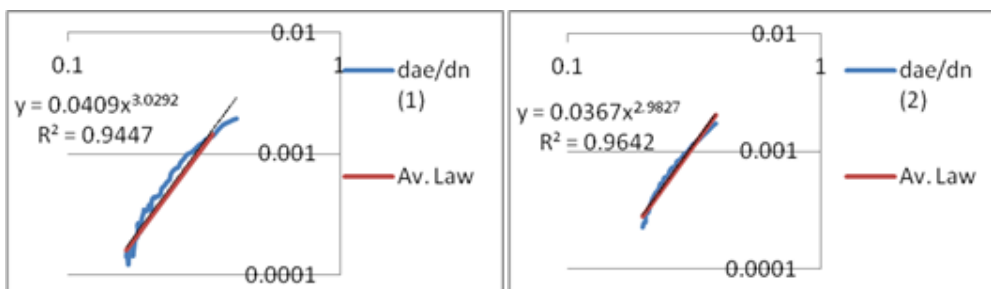 0.01
0.1
1
dae/dn
(1)
y = 0.0409x^3.0292
R² = 0.9447
0.001
Av. Law
0.0001
0.01
0.1
1
dae/dn
(2)
y = 0.0367x^2.9827
R² = 0.9642
0.001
Av. Law
0.0001